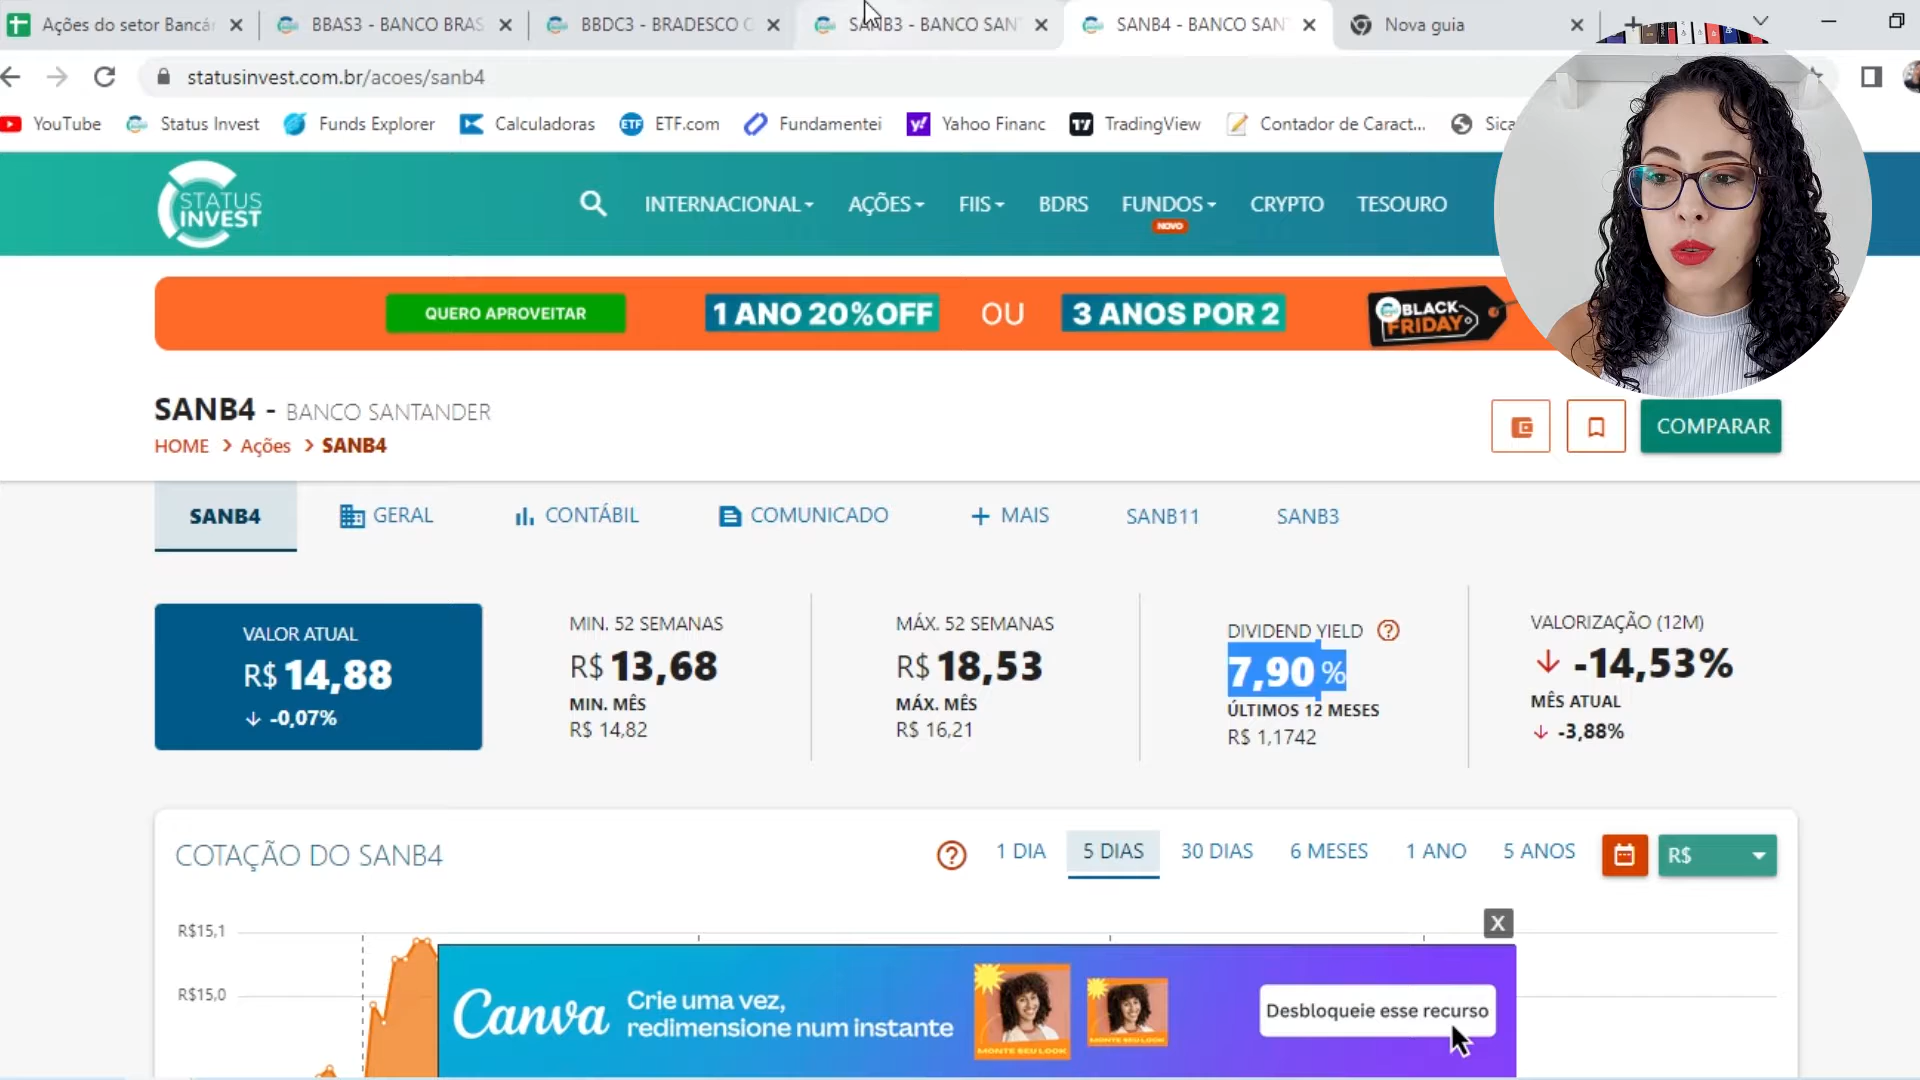 Ações do setor Bancá
BBAS3 - BANCO BRAS
BBDC3 - BRADESCO
SANB3 - BANCO SAN
SANB4 - BANCO SAN
Nova guia
statusinvest.com.br/acoes/sanb4
YouTube
Status Invest
Funds Explorer
Calculadoras
ETF
ETF.com
Fundamentei
Yahoo Financ
TradingView
Contador de Caract...
STATUS
INVEST
INTERNACIONAL
AÇÕES
FIIS
BDRS
FUNDOS
NOVO
CRYPTO
TESOURO
QUERO APROVEITAR
1 ANO 20%OFF
OU
3 ANOS POR 2
BLACK
FRIDAY
SANB4 - BANCO SANTANDER
HOME > Ações > SANB4
COMPARAR
SANB4
GERAL
CONTÁBIL
COMUNICADO
+ MAIS
SANB11
SANB3
VALOR ATUAL
R$ 14,88
-0,07%
MIN. 52 SEMANAS
R$ 13,68
MIN. MÊS
R$ 14,82
MÁX. 52 SEMANAS
R$ 18,53
MÁX. MÊS
R$ 16,21
DIVIDEND YIELD ?
7,90 %
ÚLTIMOS 12 MESES
R$ 1,1742
VALORIZAÇÃO (12M)
-14,53%
MÊS ATUAL
-3,88%
COTAÇÃO DO SANB4
?
1 DIA
5 DIAS
30 DIAS
6 MESES
1 ANO
5 ANOS
R$
R$15,1
R$15,0
X
Canva
Crie uma vez,
redimensione num instante
MONTE SEU LOOK
MONTE SEU LOOK
Desbloqueie esse recurso